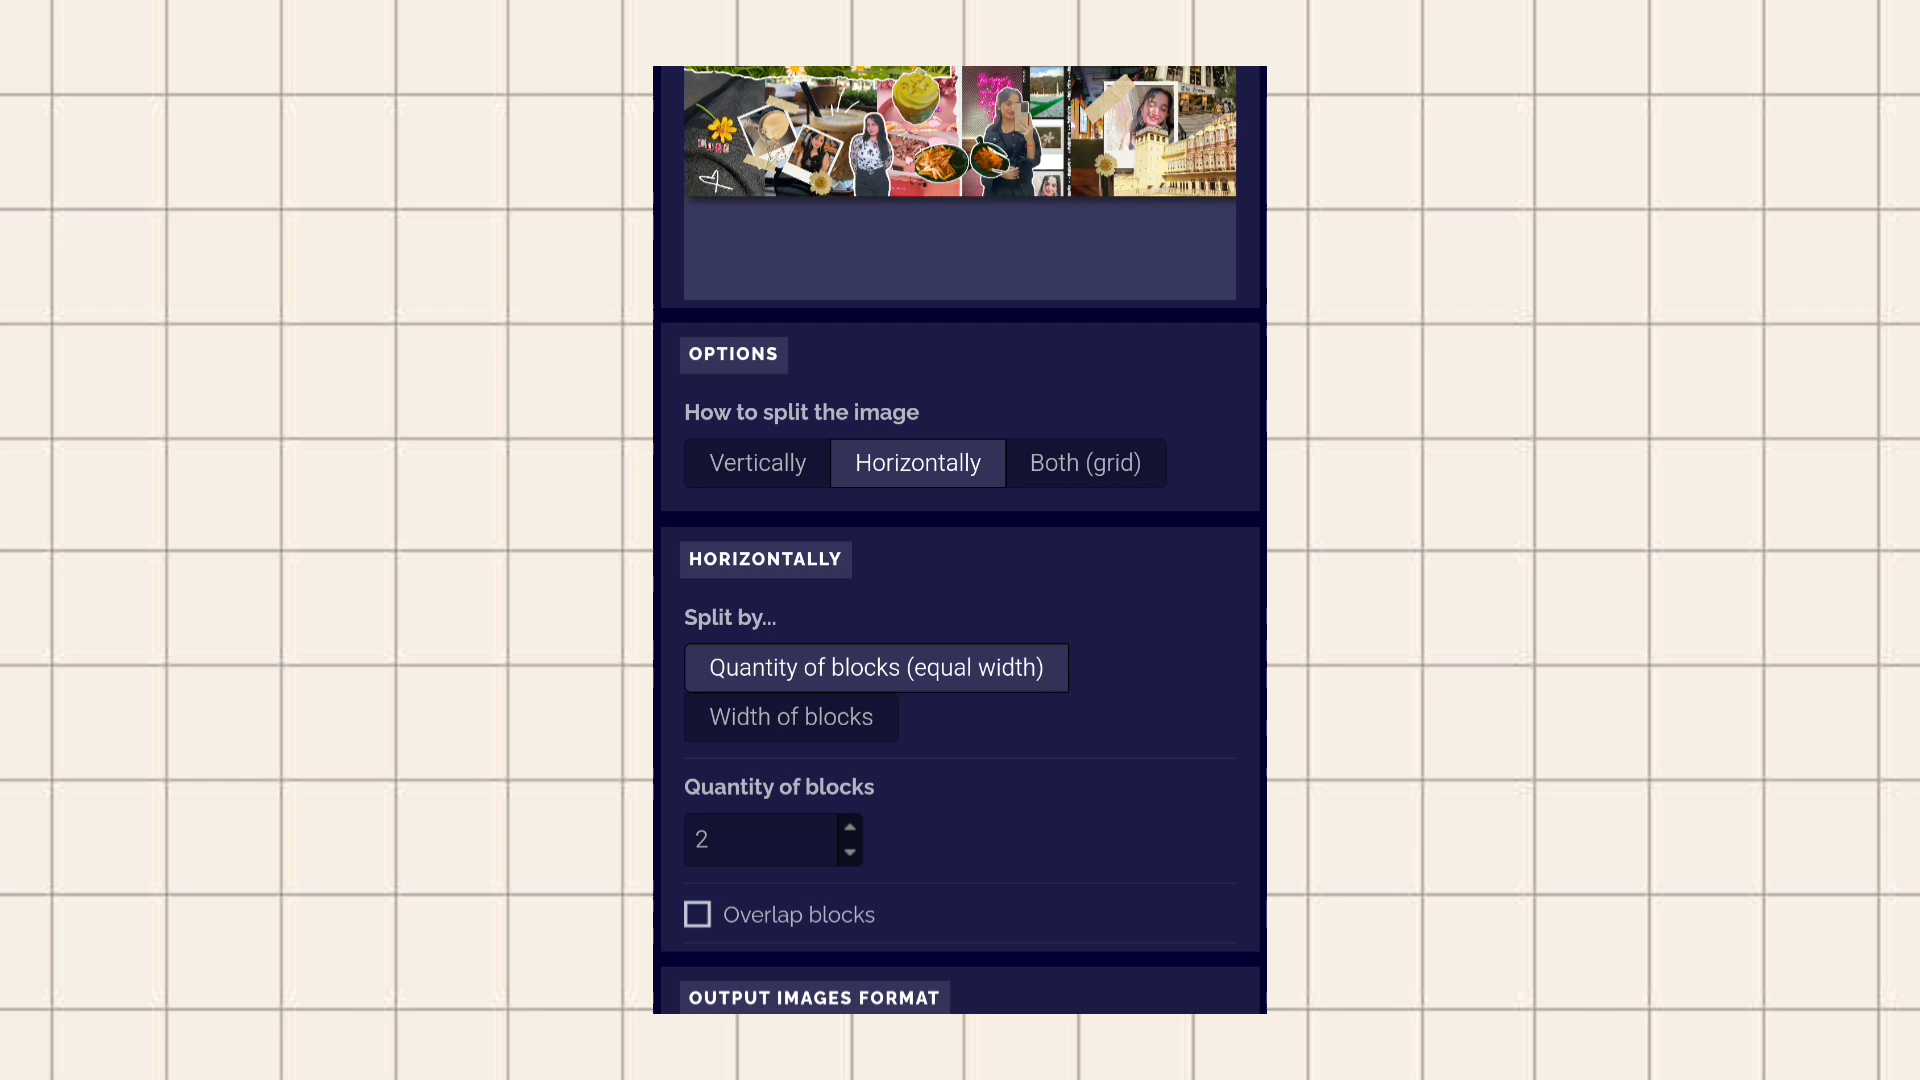 OPTIONS
How to split the image
Vertically Horizontally Both (grid)
HORIZONTALLY
Split by...
Quantity of blocks (equal width)
Width of blocks
Quantity of blocks
2
Overlap blocks
OUTPUT IMAGES FORMAT